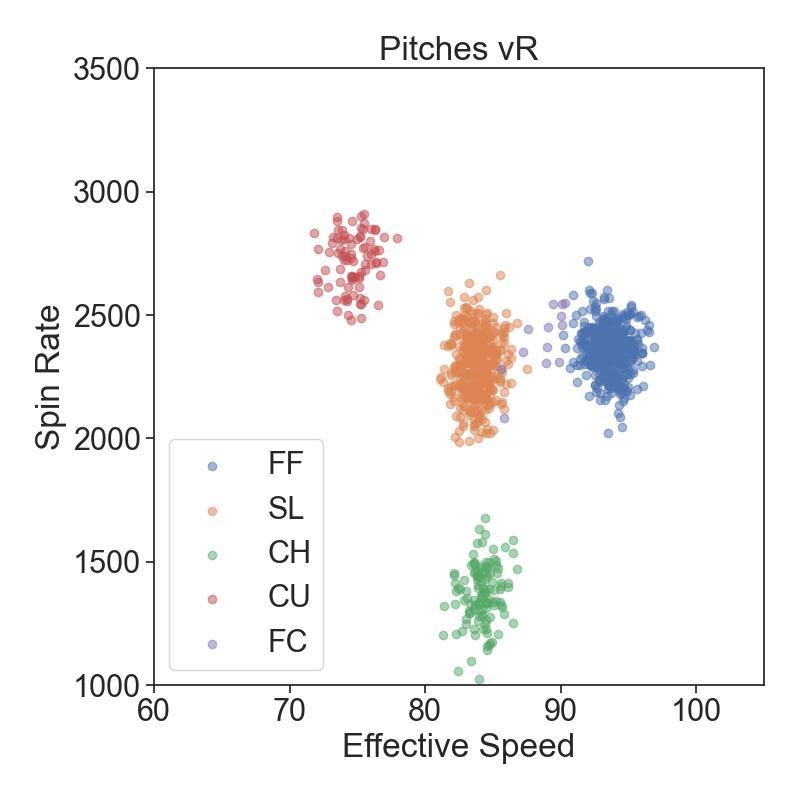 Pitches vR
3500
3000
2500
2000
1500
1000
Spin Rate
FF
SL
CH
CU
FC
60 70 80 90 100
Effective Speed